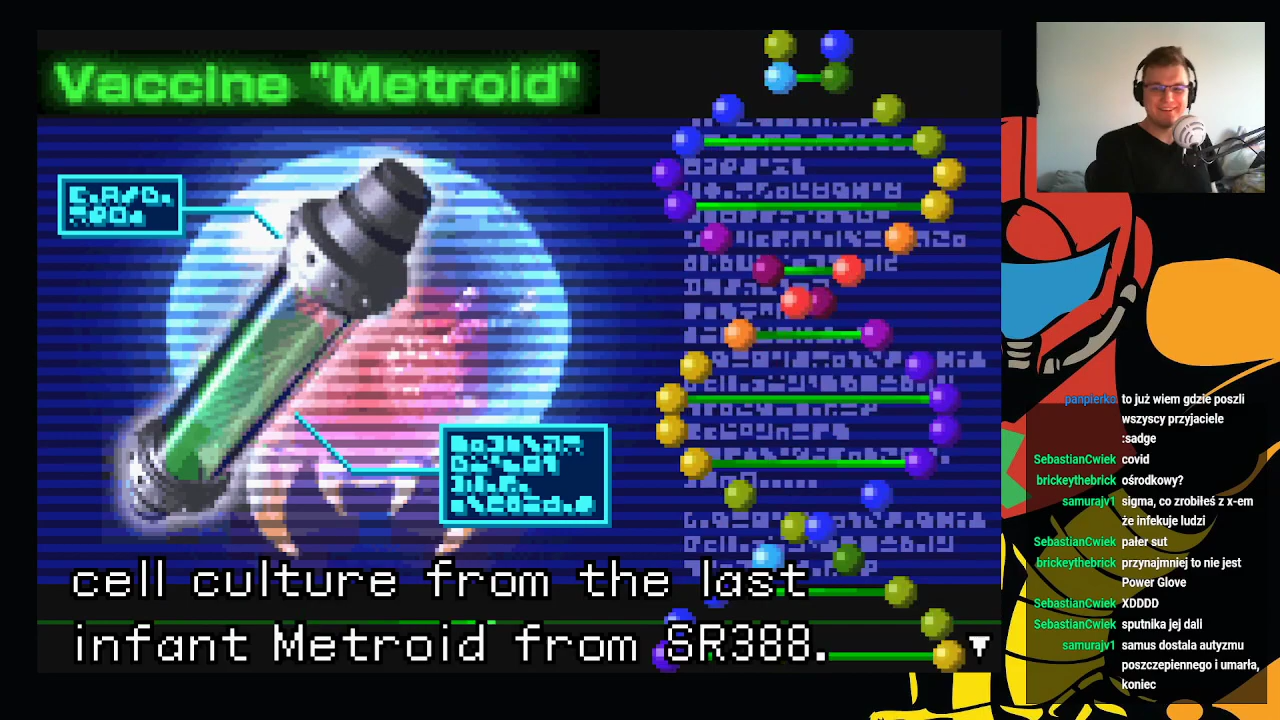 Vaccine "Metroid"
cell culture from the last
infant Metroid from SR388.
panpierko to już wiem gdzie poszli
wszyscy przyjaciele
:sadge
SebastianCwiek covid
brickeythebrick ośrodkowy?
samurajv1 sigma, co zrobiłeś z x-em
że infekuje ludzi
SebastianCwiek pałer sut
brickeythebrick przynajmniej to nie jest
Power Glove
SebastianCwiek XDDDD
SebastianCwiek sputnika jej dali
samurajv1 samus dostala autyzmu
poszczepiennego i umarła,
koniec